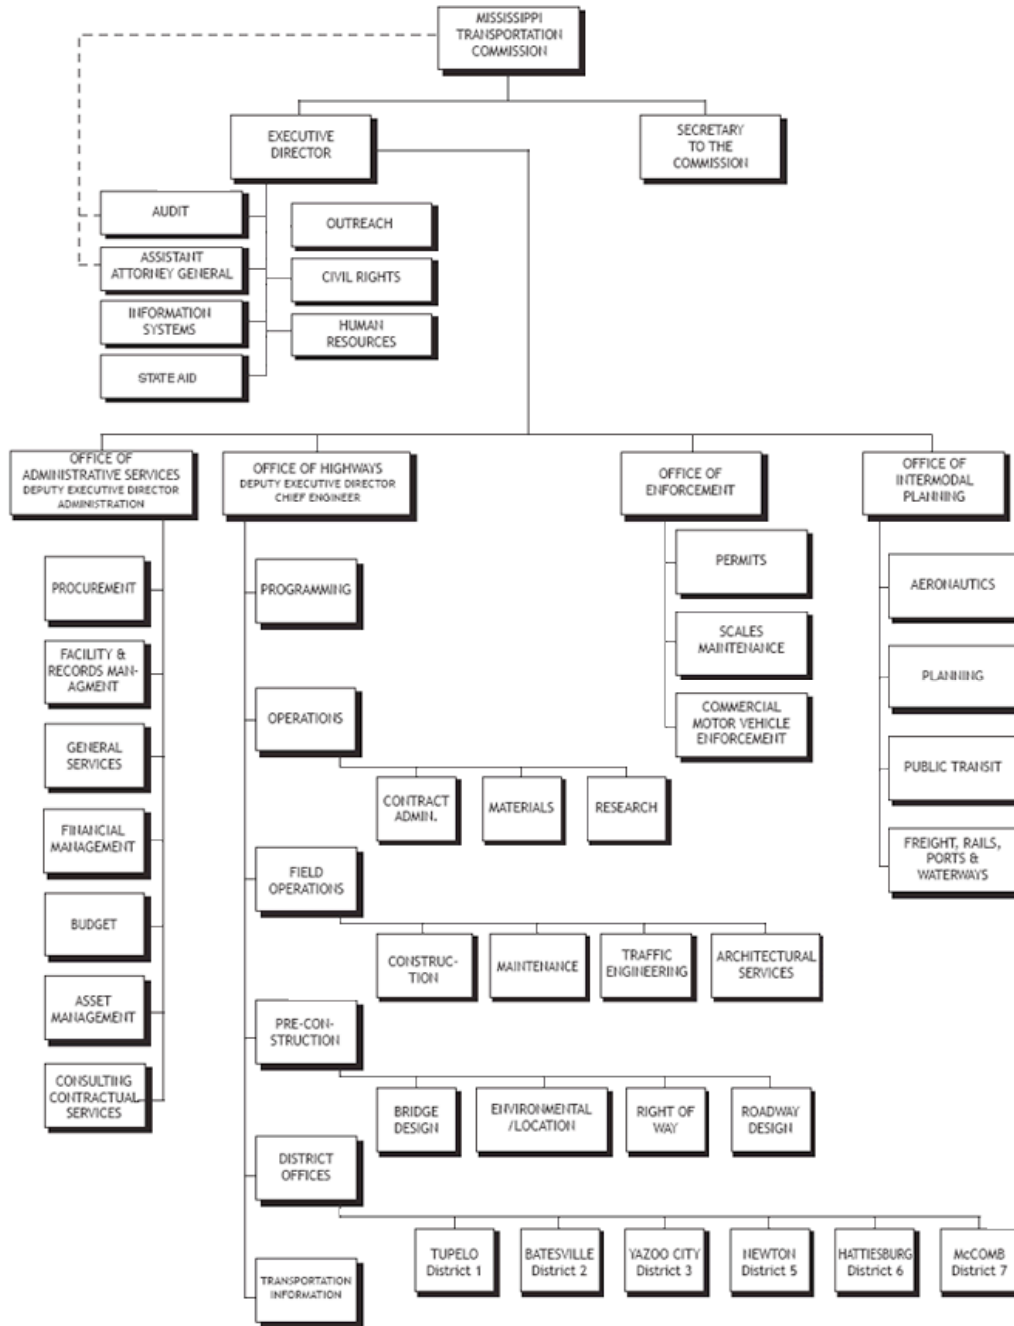 MISSISSIPPI
TRANSPORTATION
COMMISSION
EXECUTIVE
DIRECTOR
SECRETARY
TO THE
COMMISSION
AUDIT
OUTREACH
ASSISTANT
ATTORNEY GENERAL
CIVIL RIGHTS
INFORMATION
SYSTEMS
HUMAN
RESOURCES
STATE AID
OFFICE OF
ADMINISTRATIVE SERVICES
DEPUTY EXECUTIVE DIRECTOR
ADMINISTRATION
OFFICE OF HIGHWAYS
DEPUTY EXECUTIVE DIRECTOR
CHIEF ENGINEER
OFFICE OF
ENFORCEMENT
OFFICE OF
INTERMODAL
PLANNING
PROCUREMENT
FACILITY &
RECORDS MAN-
AGMENT
GENERAL
SERVICES
FINANCIAL
MANAGEMENT
BUDGET
ASSET
MANAGEMENT
CONSULTING
CONTRACTUAL
SERVICES
PROGRAMMING
OPERATIONS
CONTRACT
ADMIN.
MATERIALS
RESEARCH
FIELD
OPERATIONS
CONSTRUC-
TION
MAINTENANCE
TRAFFIC
ENGINEERING
ARCHITECTURAL
SERVICES
PRE-CON-
STRUCTION
BRIDGE
DESIGN
ENVIRONMENTAL
/LOCATION
RIGHT OF
WAY
ROADWAY
DESIGN
DISTRICT
OFFICES
TUPELO
District 1
BATESVILLE
District 2
YAZOO CITY
District 3
NEWTON
District 5
HATTIESBURG
District 6
McCOMB
District 7
TRANSPORTATION
INFORMATION
PERMITS
SCALES
MAINTENANCE
COMMERCIAL
MOTOR VEHICLE
ENFORCEMENT
AERONAUTICS
PLANNING
PUBLIC TRANSIT
FREIGHT, RAILS,
PORTS &
WATERWAYS